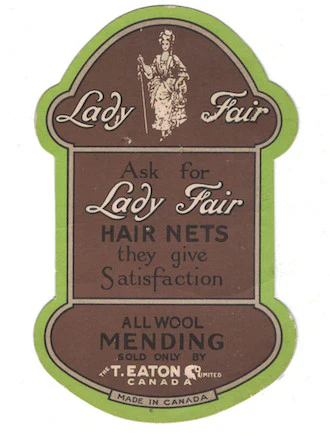 Lady Fair
Ask for
Lady Fair
HAIR NETS
they give
Satisfaction
ALL WOOL
MENDING
SOLD ONLY BY
THE T. EATON CO LIMITED
CANADA
MADE IN CANADA